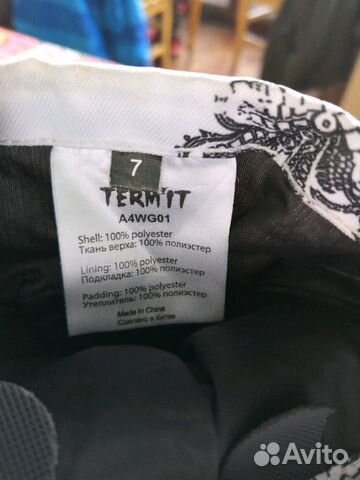 7
TERM'IT
A4WG01
Shell: 100% polyester
Ткань верха: 100% полиэстер
Lining: 100% polyester
Подкладка: 100% полиэстер
Padding: 100% polyester
Утеплитель: 100% полиэстер
Made in China
Сделано в Китае
Avito